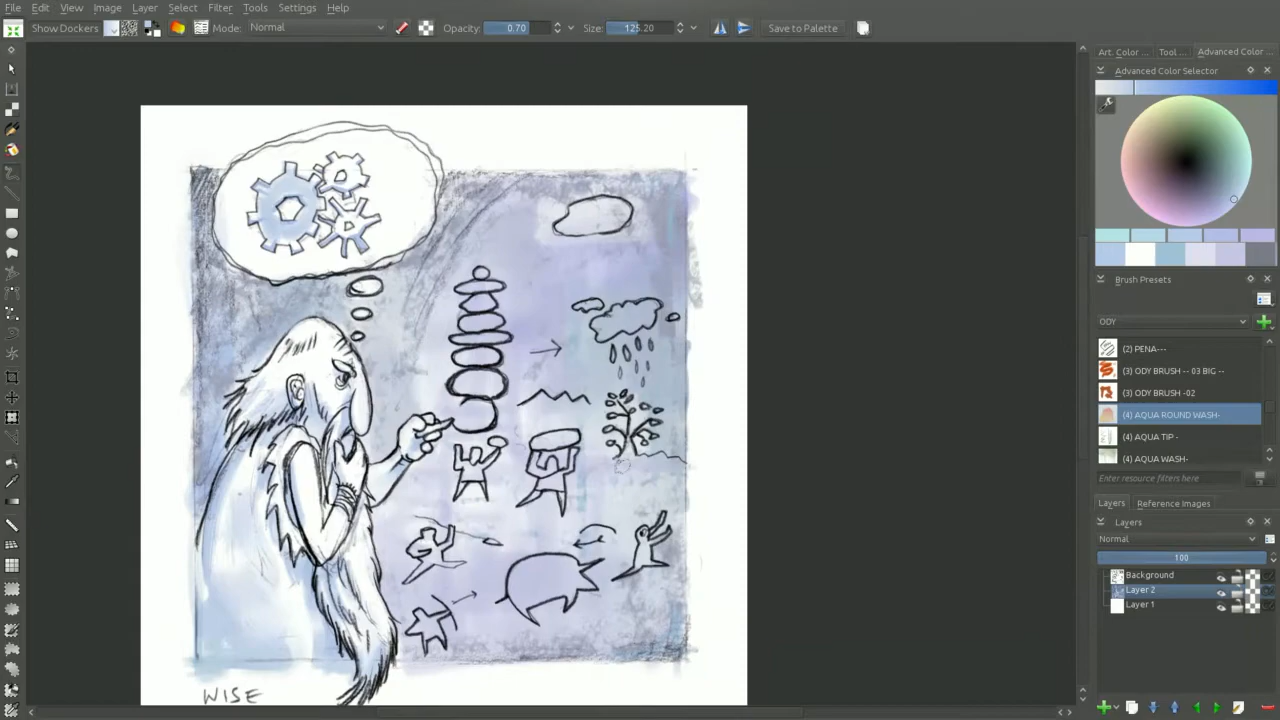 File Edit View Image Layer Select Filter Tools Settings Help
Show Dockers Mode: Normal Opacity: 0.70 Size: 125.20 Save to Palette
Art. Color ... Tool ... Advanced Color ...
Advanced Color Selector
Brush Presets
ODY
(2) PENA---
(3) ODY BRUSH -- 03 BIG --
(3) ODY BRUSH -02
(4) AQUA ROUND WASH-
(4) AQUA TIP -
(4) AQUA WASH-
Enter resource filters here
Layers Reference Images
Layers
Normal
100
Background
Layer 2
Layer 1
WISE